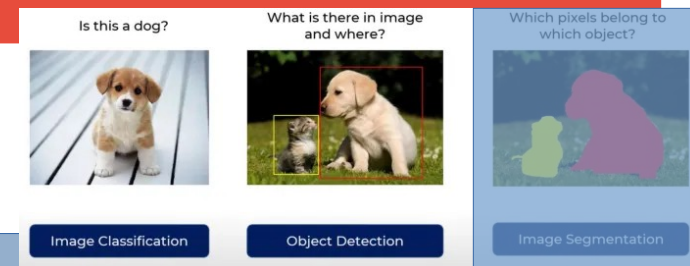 Is this a dog?
What is there in image
and where?
Which pixels belong to
which object?
Image Classification
Object Detection
Image Segmentation